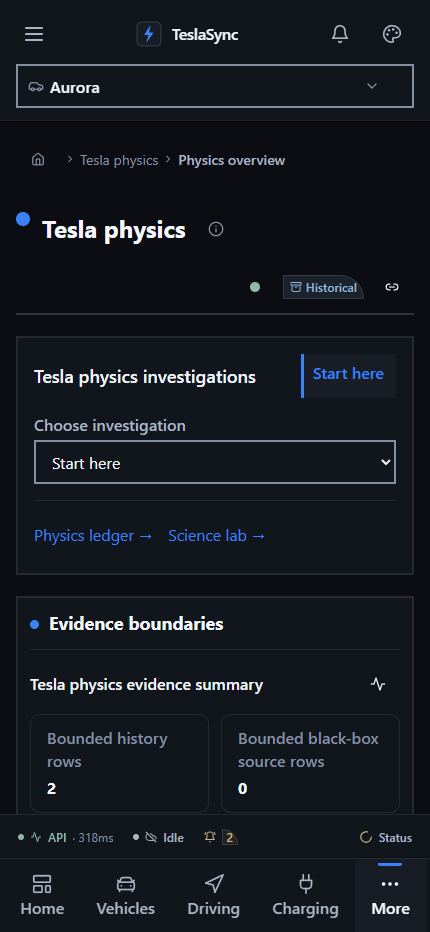 TeslaSync
Aurora
Tesla physics
Physics overview
Tesla physics
Historical
Tesla physics investigations
Start here
Choose investigation
Start here
Physics ledger →
Science lab →
Evidence boundaries
Tesla physics evidence summary
Bounded history
rows
2
Bounded black-box
source rows
0
API · 318ms
Idle
2
Status
Home
Vehicles
Driving
Charging
More